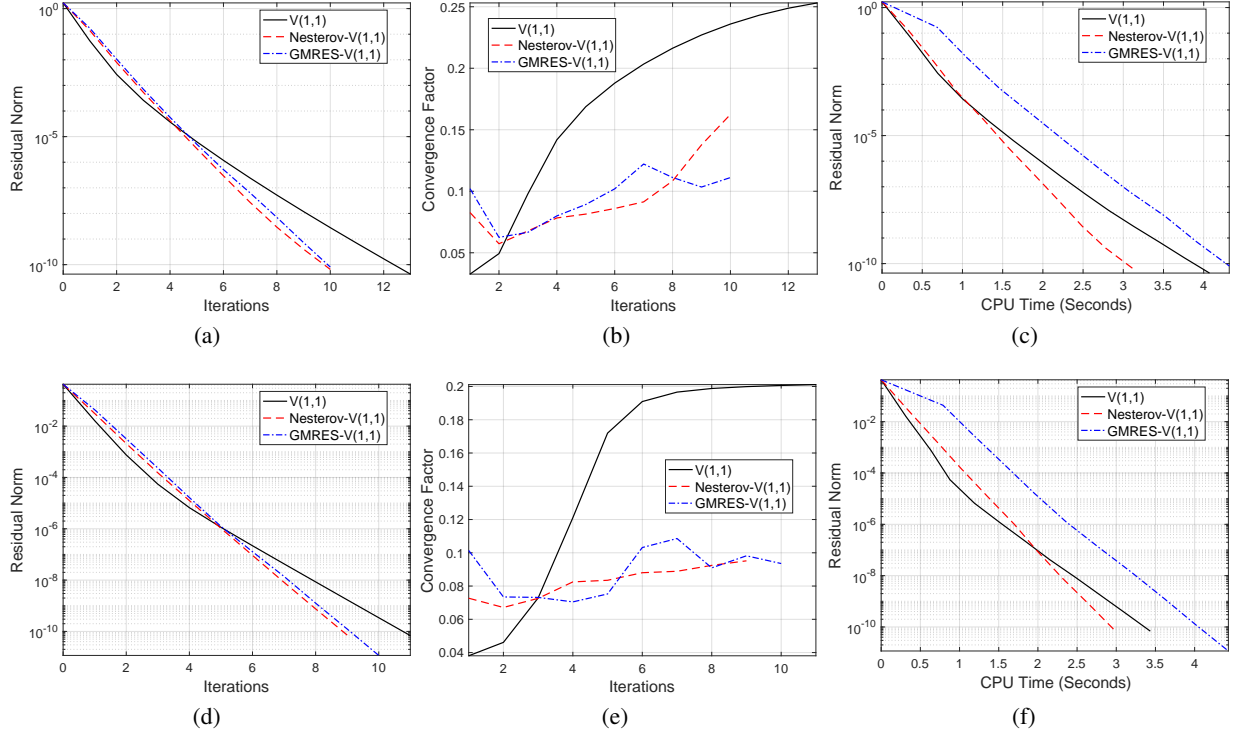 10^0
10^-5
10^-10
Residual Norm
0 2 4 6 8 10 12
Iterations
V(1,1)
Nesterov-V(1,1)
GMRES-V(1,1)
(a)
0.25
0.2
0.15
0.1
0.05
Convergence Factor
2 4 6 8 10 12
Iterations
V(1,1)
Nesterov-V(1,1)
GMRES-V(1,1)
(b)
10^0
10^-5
10^-10
Residual Norm
0 0.5 1 1.5 2 2.5 3 3.5 4
CPU Time (Seconds)
V(1,1)
Nesterov-V(1,1)
GMRES-V(1,1)
(c)
10^-2
10^-4
10^-6
10^-8
10^-10
Residual Norm
0 2 4 6 8 10
Iterations
V(1,1)
Nesterov-V(1,1)
GMRES-V(1,1)
(d)
0.2
0.18
0.16
0.14
0.12
0.1
0.08
0.06
0.04
Convergence Factor
2 4 6 8 10
Iterations
V(1,1)
Nesterov-V(1,1)
GMRES-V(1,1)
(e)
10^-2
10^-4
10^-6
10^-8
10^-10
Residual Norm
0 0.5 1 1.5 2 2.5 3 3.5 4
CPU Time (Seconds)
V(1,1)
Nesterov-V(1,1)
GMRES-V(1,1)
(f)